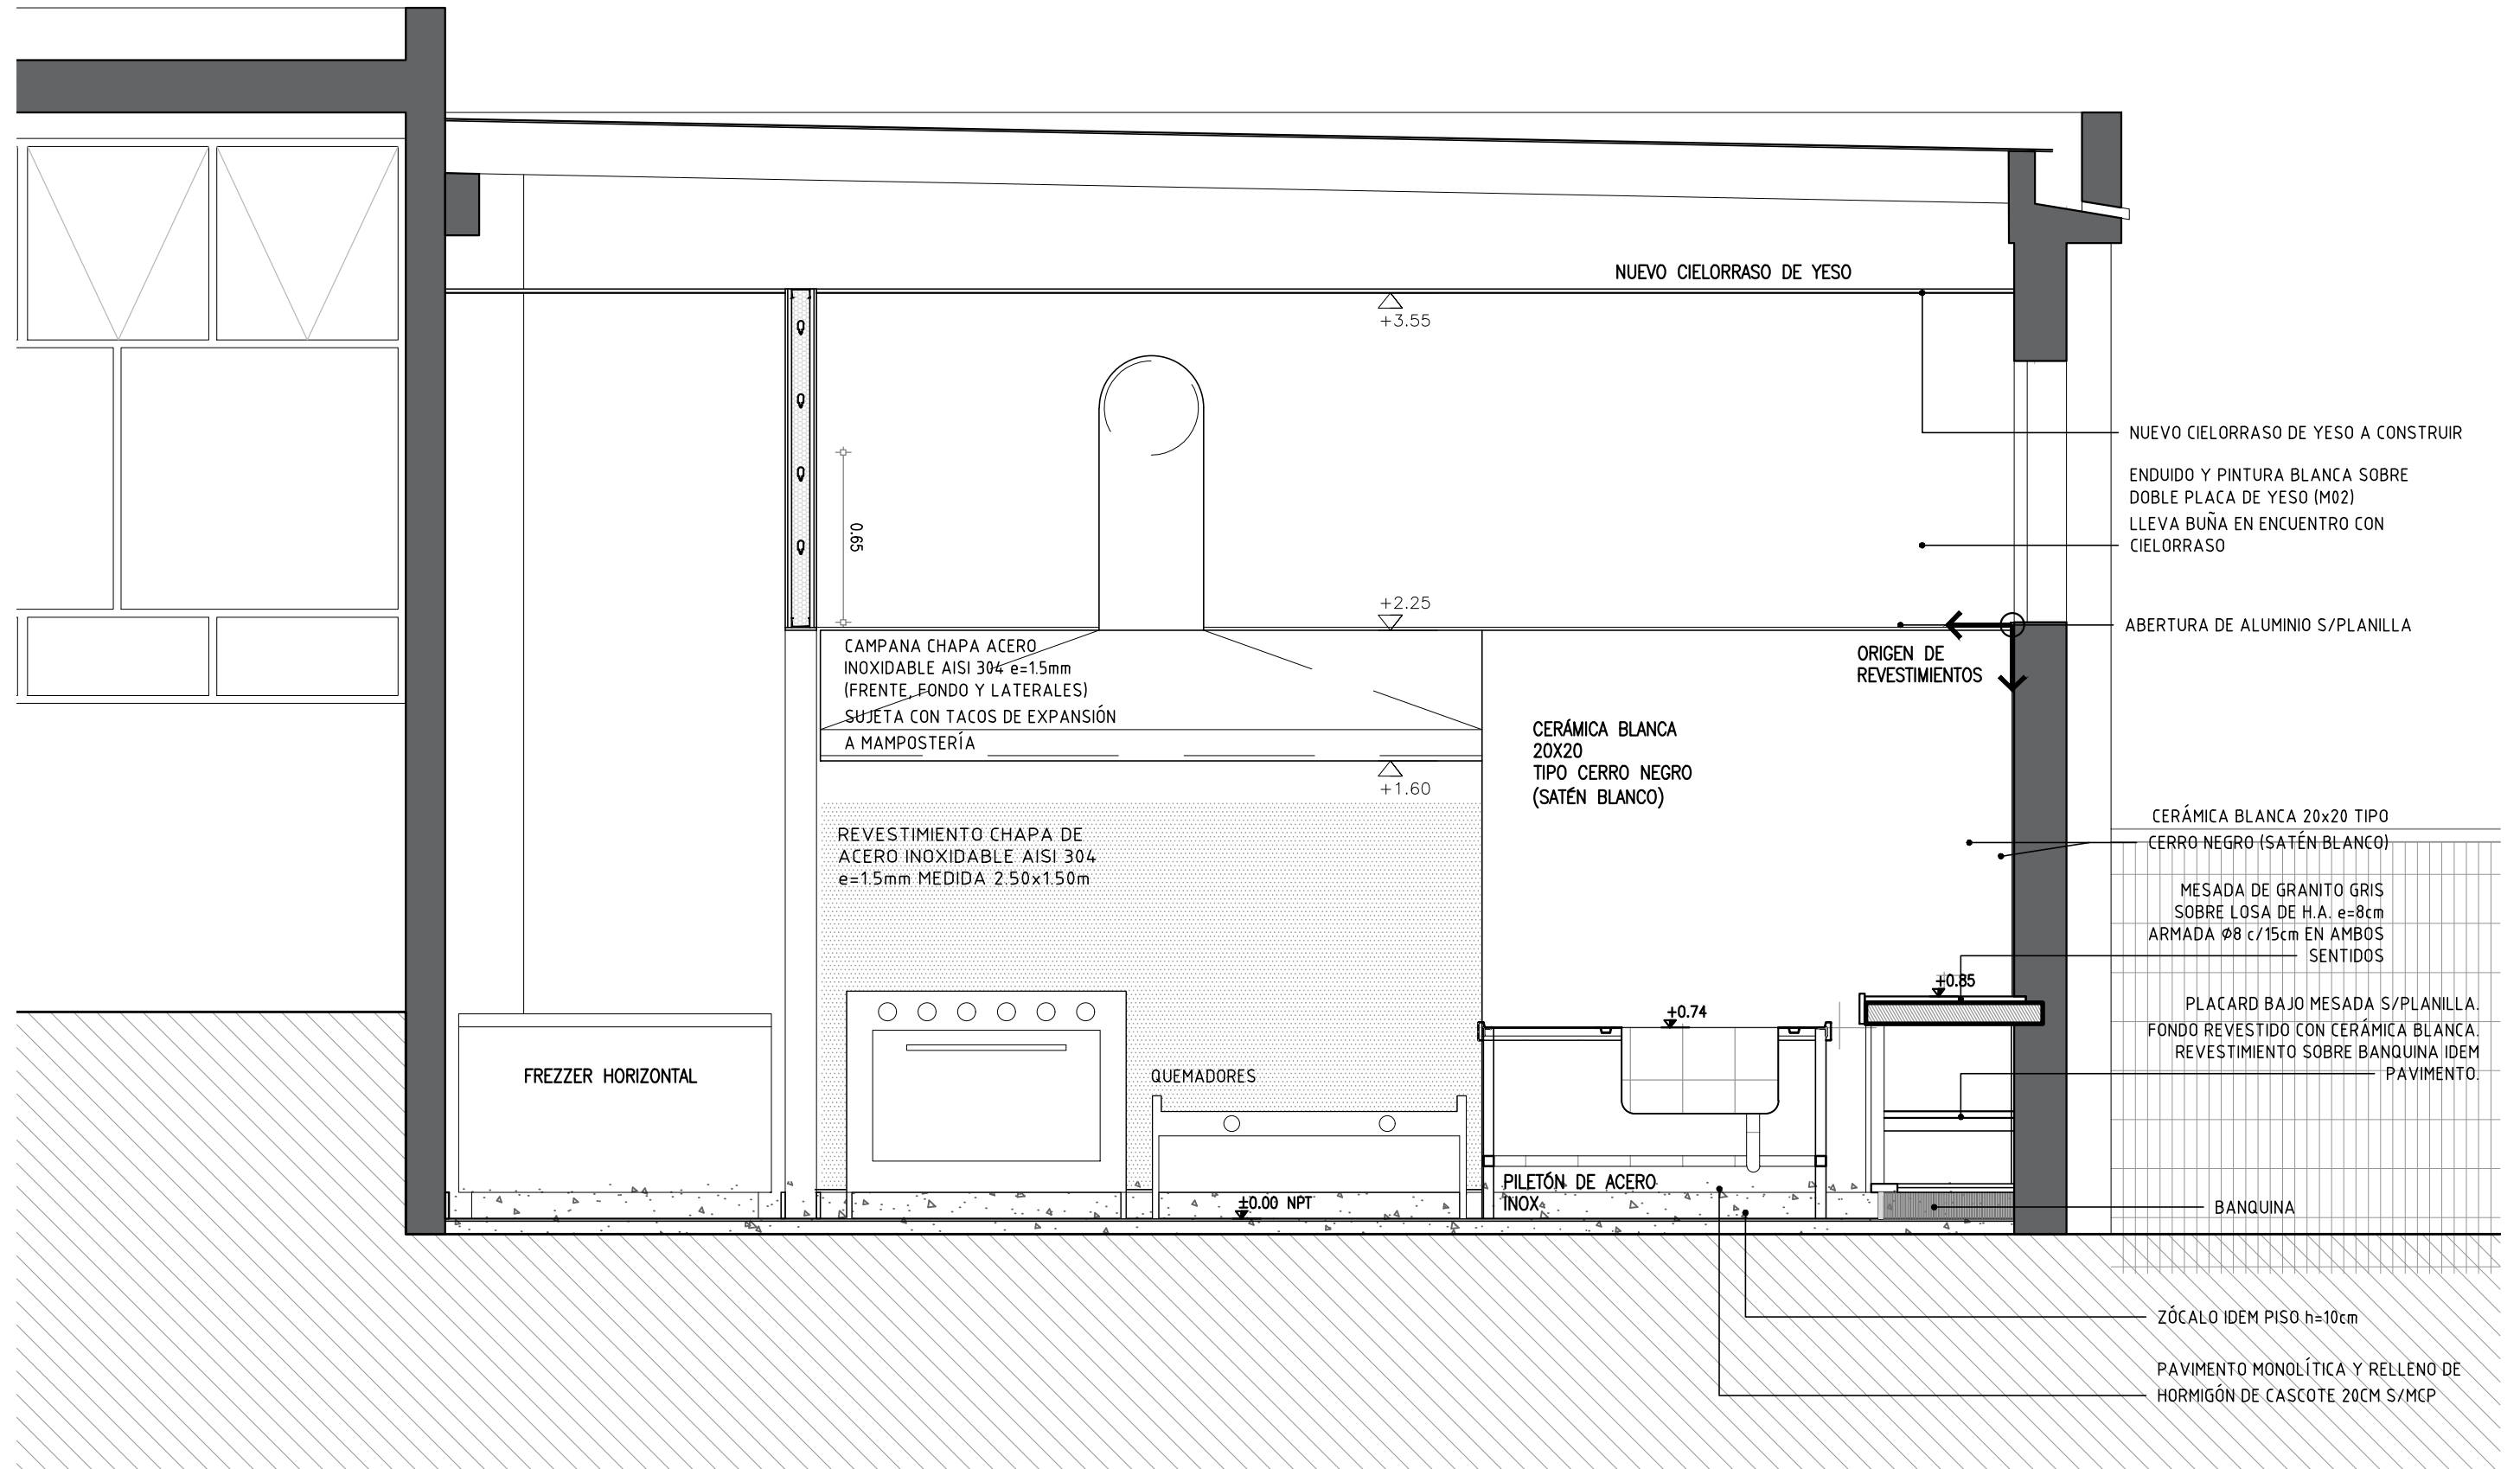 NUEVO CIELORRASO DE YESO
+3.55
NUEVO CIELORRASO DE YESO A CONSTRUIR
ENDUIDO Y PINTURA BLANCA SOBRE
DOBLE PLACA DE YESO (M02)
LLEVA BUÑA EN ENCUENTRO CON
CIELORRASO
0.65
+2.25
ABERTURA DE ALUMINIO S/PLANILLA
CAMPANA CHAPA ACERO
INOXIDABLE AISI 304 e=1.5mm
(FRENTE, FONDO Y LATERALES)
SUJETA CON TACOS DE EXPANSIÓN
A MAMPOSTERÍA
ORIGEN DE
REVESTIMIENTOS
CERÁMICA BLANCA
20X20
TIPO CERRO NEGRO
(SATÉN BLANCO)
+1.60
REVESTIMIENTO CHAPA DE
ACERO INOXIDABLE AISI 304
e=1.5mm MEDIDA 2.50x1.50m
CERÁMICA BLANCA 20x20 TIPO
CERRO NEGRO (SATÉN BLANCO)
MESADA DE GRANITO GRIS
SOBRE LOSA DE H.A. e=8cm
ARMADA Ø8 c/15cm EN AMBOS
SENTIDOS
+0.85
+0.74
PLACARD BAJO MESADA S/PLANILLA.
FONDO REVESTIDO CON CERÁMICA BLANCA.
REVESTIMIENTO SOBRE BANQUINA IDEM
PAVIMENTO.
FREZZER HORIZONTAL
QUEMADORES
PILETÓN DE ACERO
INOX
±0.00 NPT
BANQUINA
ZÓCALO IDEM PISO h=10cm
PAVIMENTO MONOLÍTICA Y RELLENO DE
HORMIGÓN DE CASCOTE 20CM S/MCP